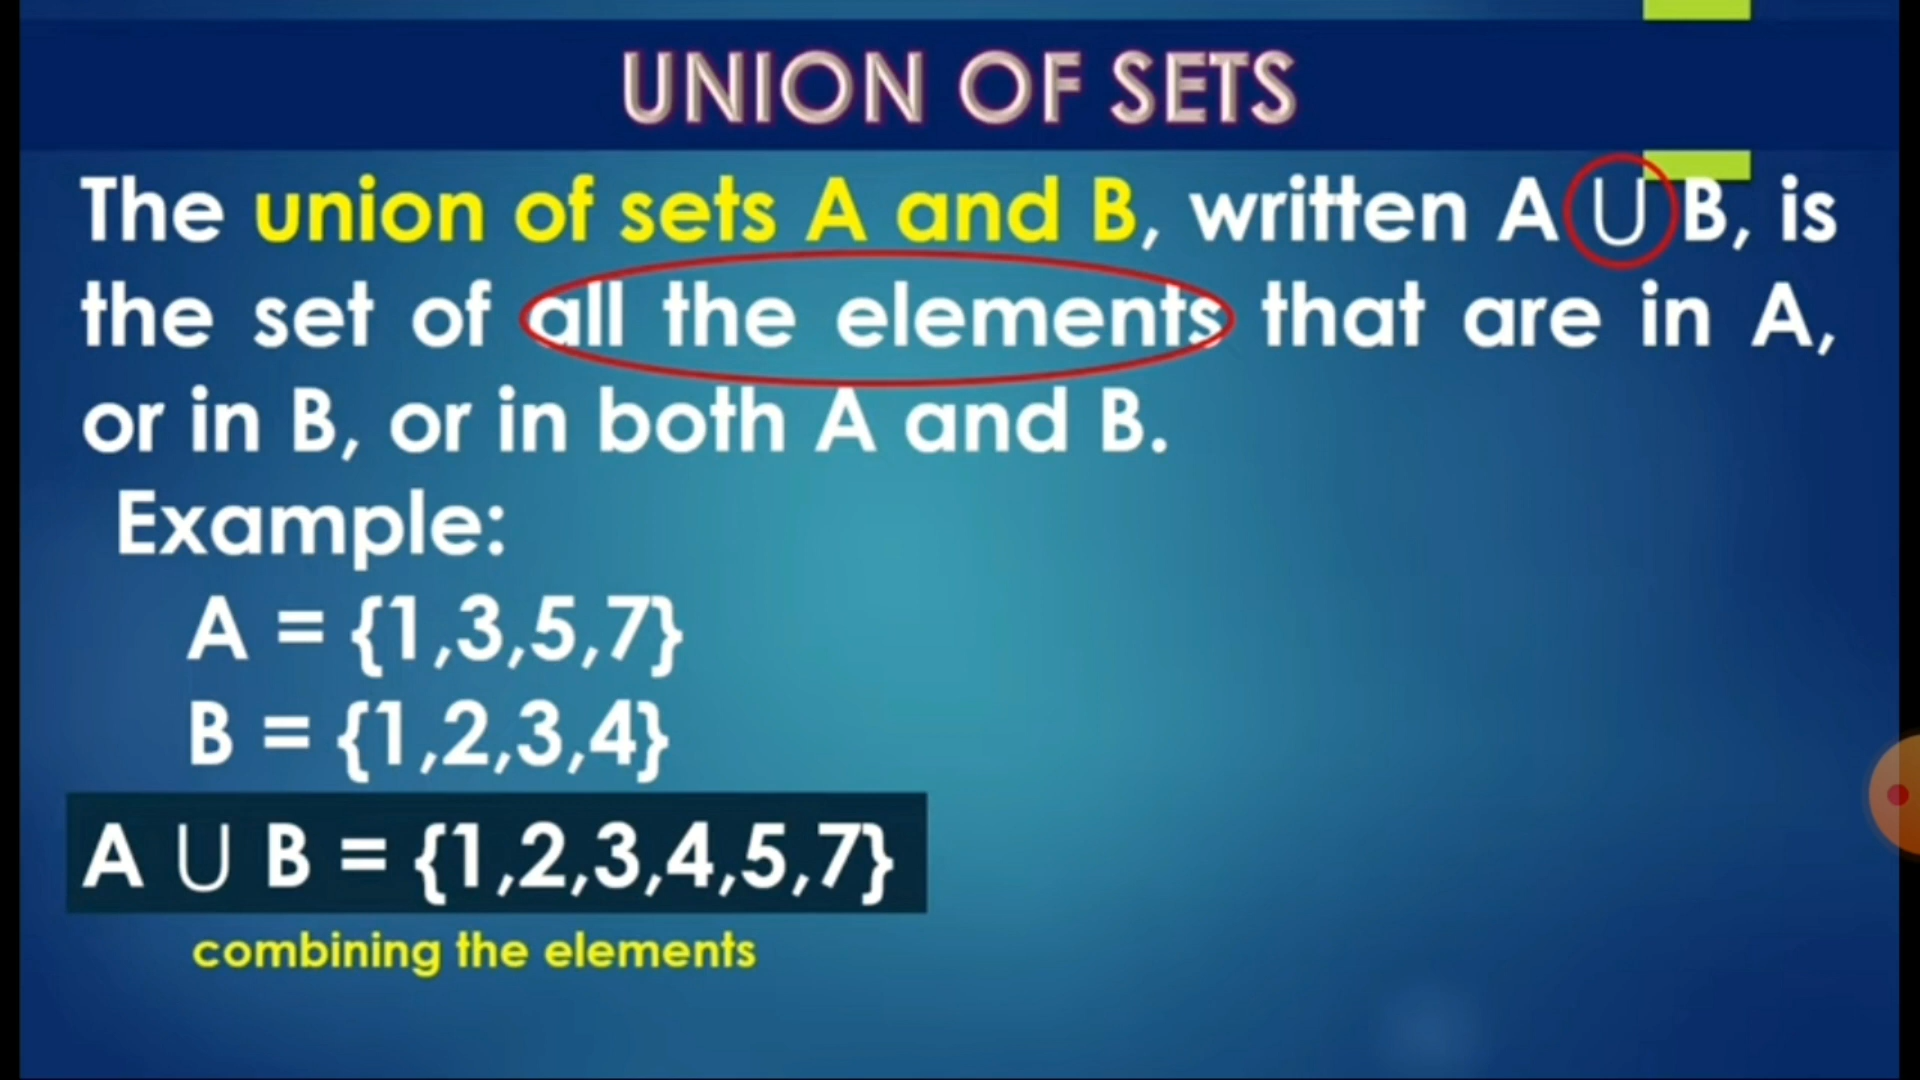 UNION OF SETS
The union of sets A and B, written A ∪ B, is
the set of all the elements that are in A,
or in B, or in both A and B.
Example:
A = {1,3,5,7}
B = {1,2,3,4}
A ∪ B = {1,2,3,4,5,7}
combining the elements